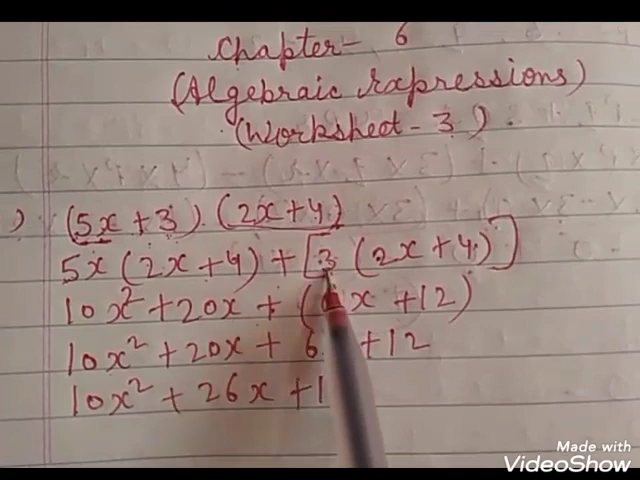 Chapter - 6
(Algebraic Expressions)
(Worksheet - 3)
) (5x + 3) (2x + 4)
5x (2x + 4) + [3 (2x + 4)]
10x² + 20x + ( x + 12)
10x² + 20x + 6 + 12
10x² + 26x + 1
Made with
VideoShow